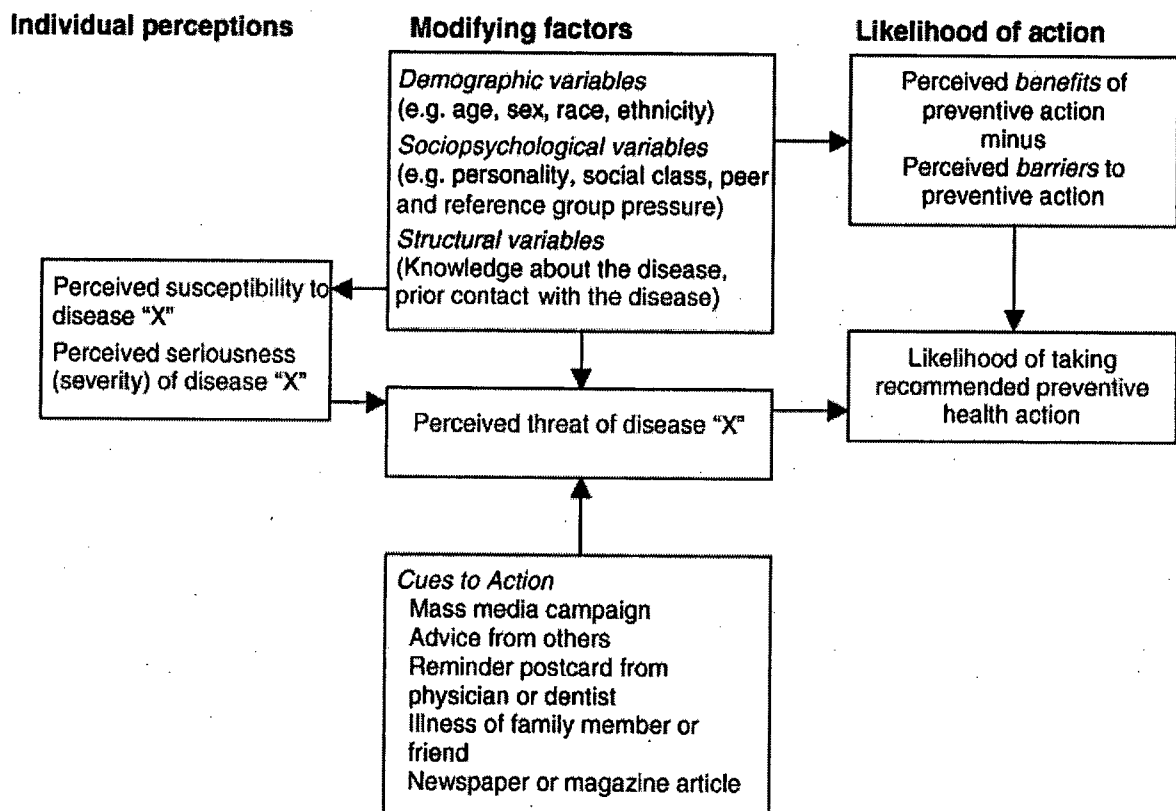 Individual perceptions
Modifying factors
Likelihood of action
Demographic variables
(e.g. age, sex, race, ethnicity)
Sociopsychological variables
(e.g. personality, social class, peer
and reference group pressure)
Structural variables
(Knowledge about the disease,
prior contact with the disease)
Perceived benefits of
preventive action
minus
Perceived barriers to
preventive action
Perceived susceptibility to
disease “X”
Perceived seriousness
(severity) of disease “X”
Perceived threat of disease “X”
Likelihood of taking
recommended preventive
health action
Cues to Action
Mass media campaign
Advice from others
Reminder postcard from
physician or dentist
Illness of family member or
friend
Newspaper or magazine article